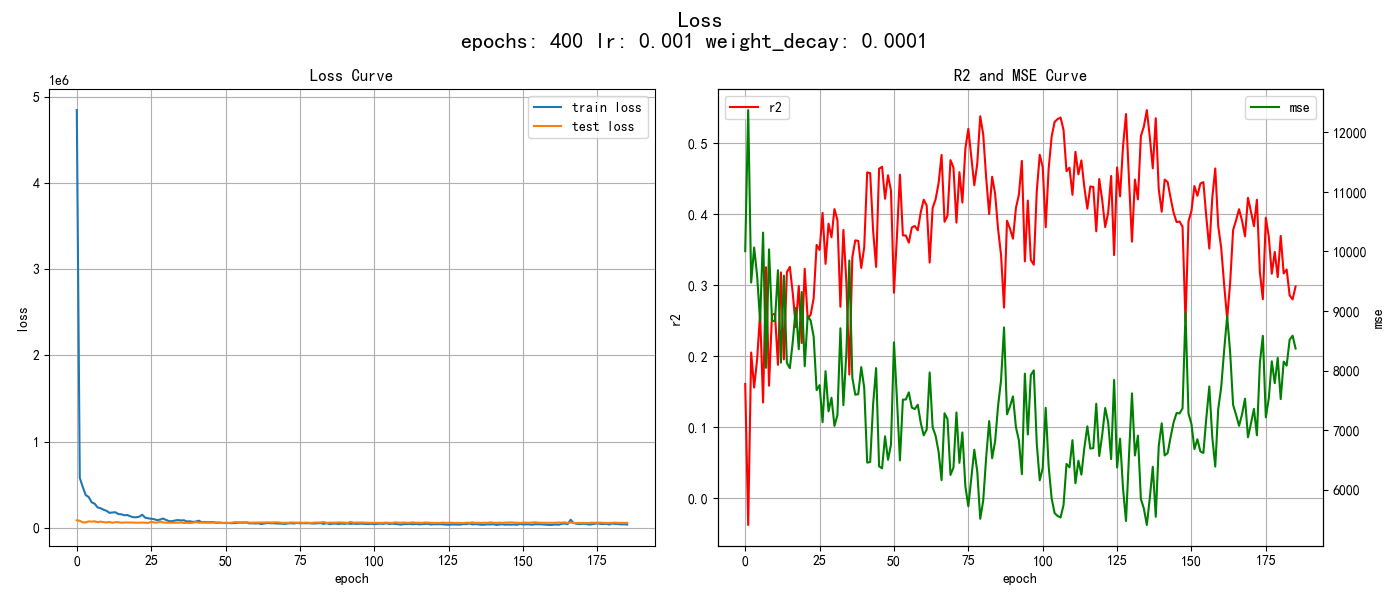 Loss
epochs: 400 lr: 0.001 weight_decay: 0.0001
Loss Curve
1e6
5
4
3
2
1
0
loss
0 25 50 75 100 125 150 175
epoch
train loss
test loss
R2 and MSE Curve
r2
mse
0.5
0.4
0.3
0.2
0.1
0.0
r2
12000
11000
10000
9000
8000
7000
6000
mse
0 25 50 75 100 125 150 175
epoch